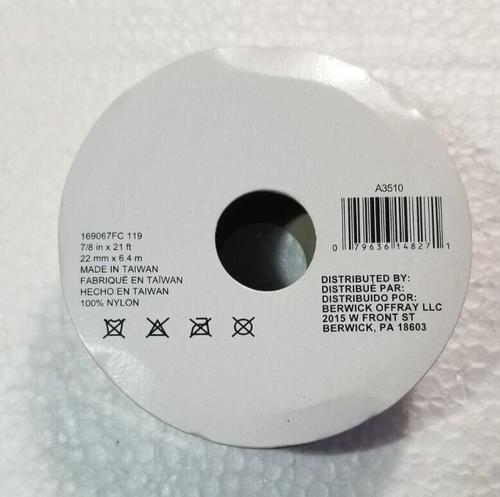 A3510
0 79636 14827 1
169067FC 119
7/8 in x 21 ft
22 mm x 6.4 m
MADE IN TAIWAN
FABRIQUÉ EN TAÏWAN
HECHO EN TAIWAN
100% NYLON
DISTRIBUTED BY:
DISTRIBUÉ PAR:
DISTRIBUIDO POR:
BERWICK OFFRAY LLC
2015 W FRONT ST
BERWICK, PA 18603